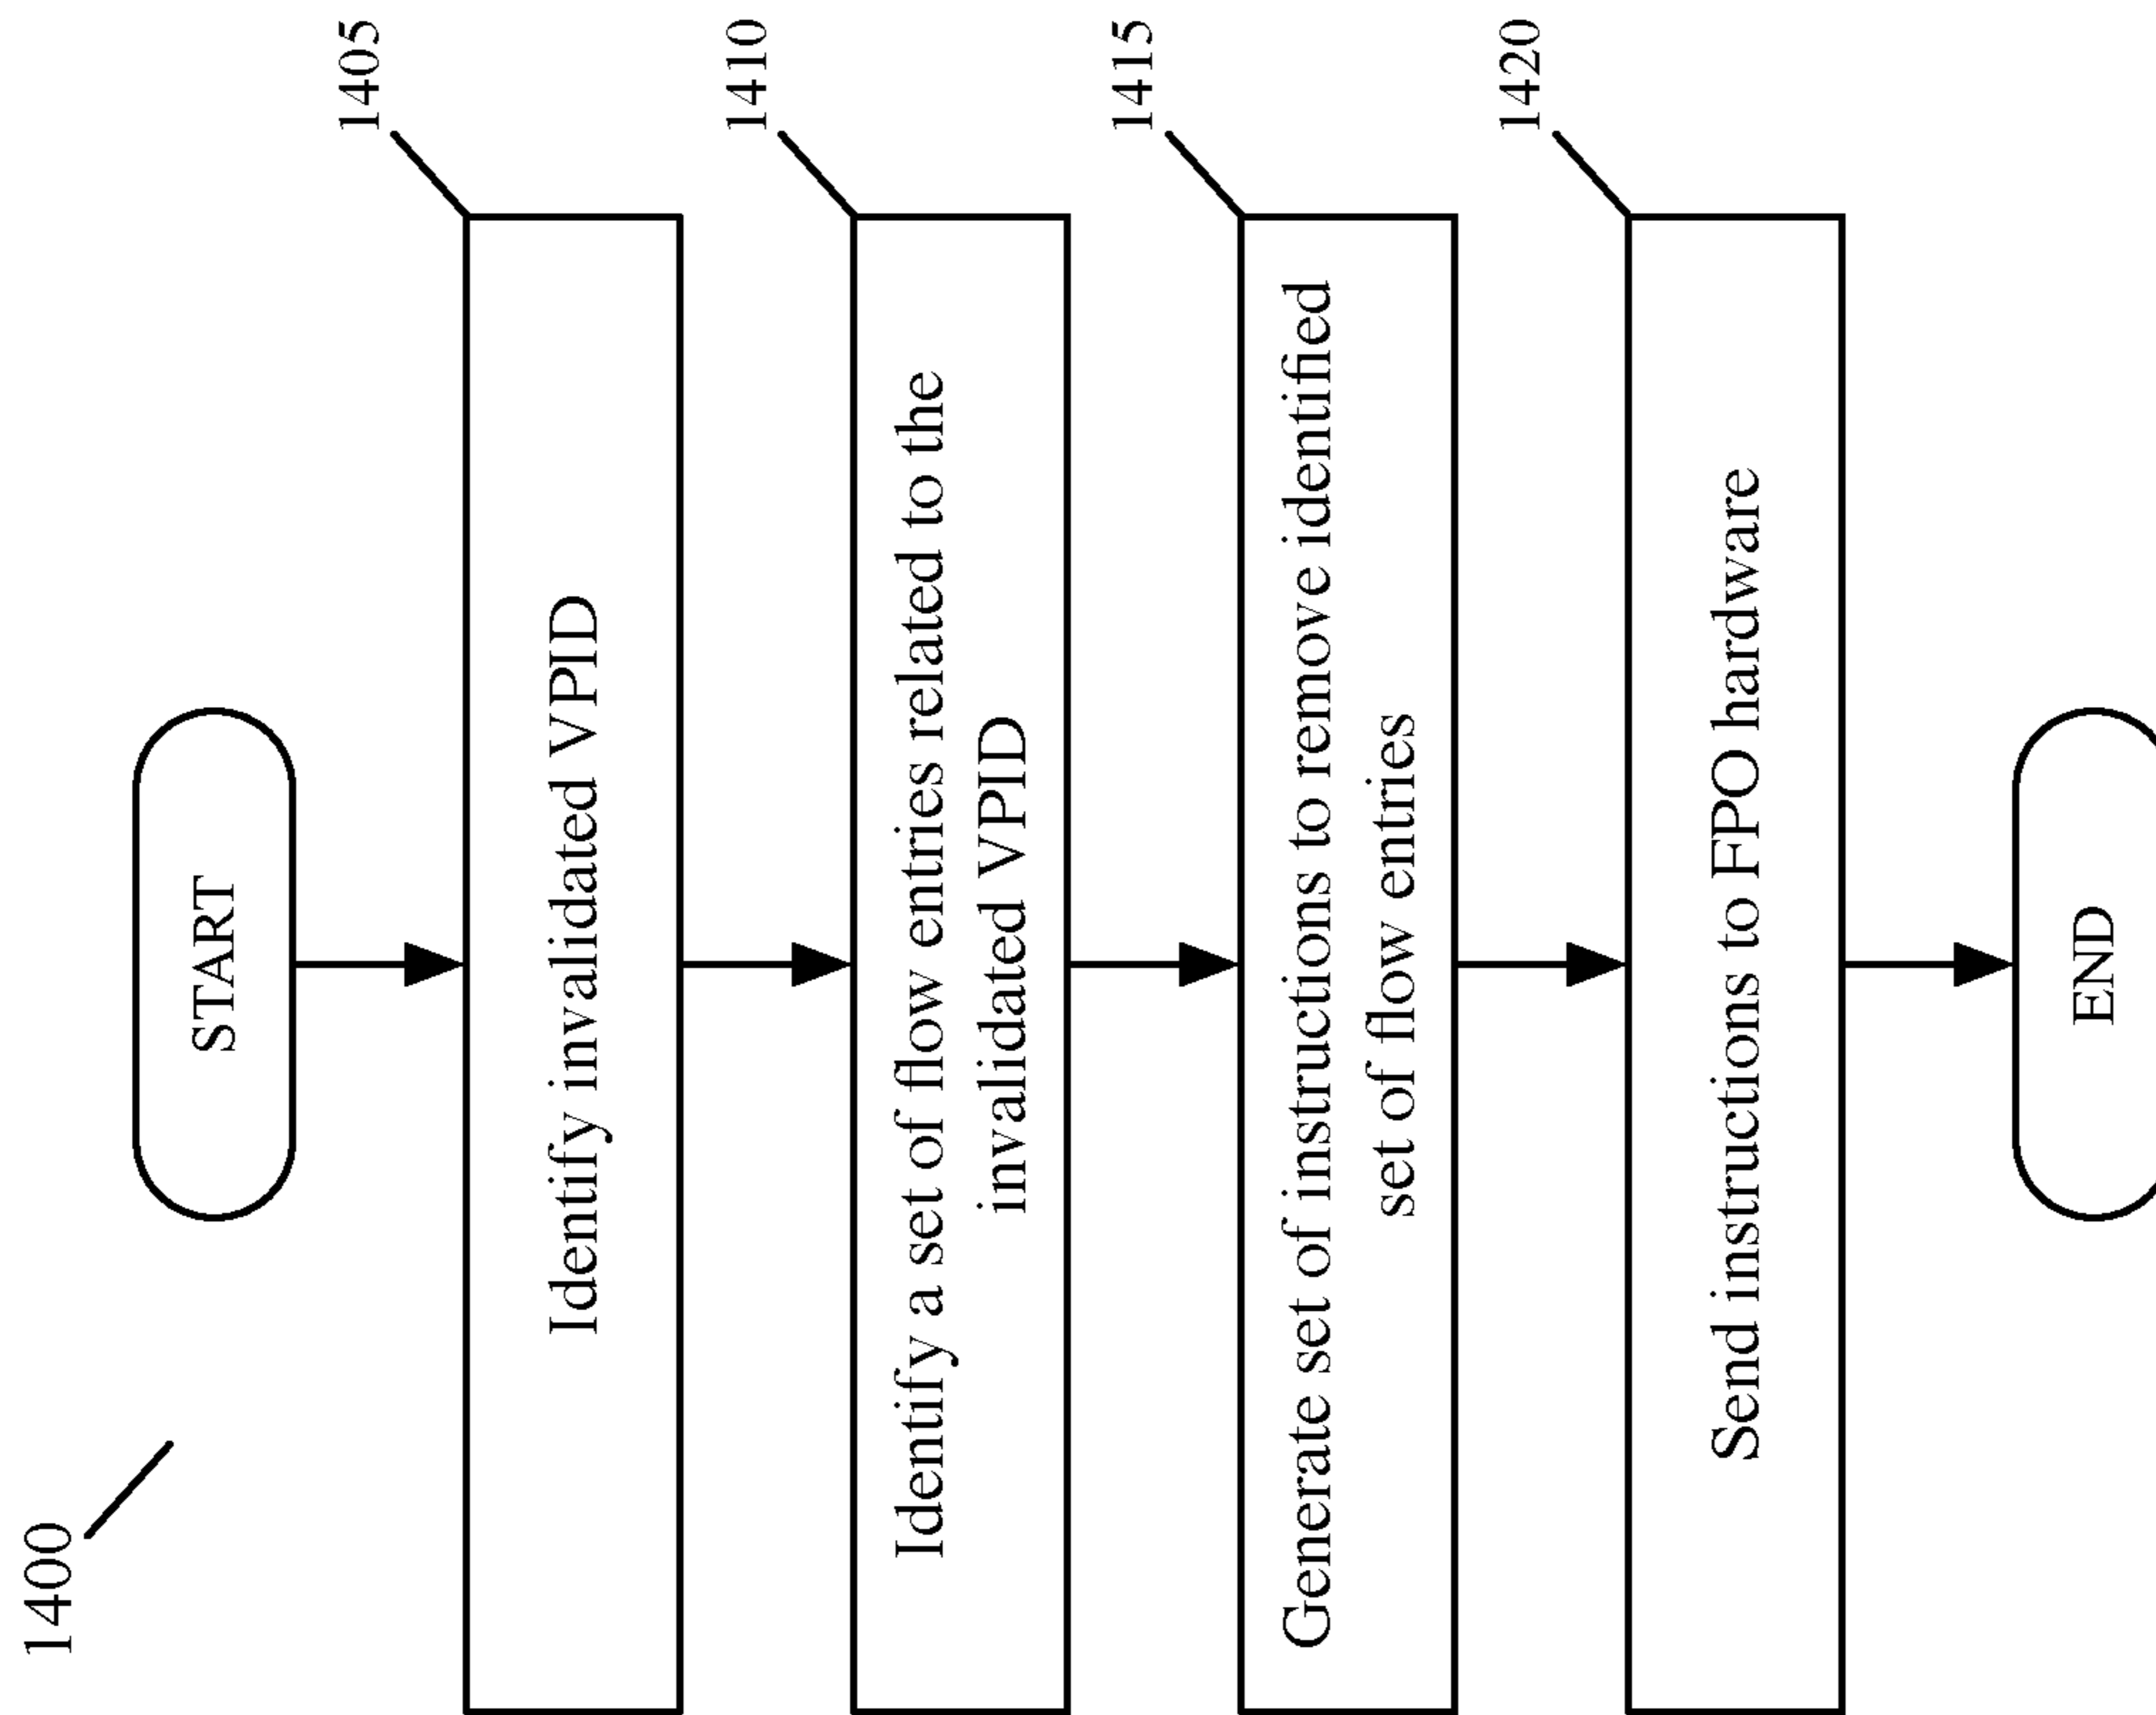 1400
START
1405
Identify invalidated VPID
1410
Identify a set of flow entries related to the
invalidated VPID
1415
Generate set of instructions to remove identified
set of flow entries
1420
Send instructions to FPO hardware
END